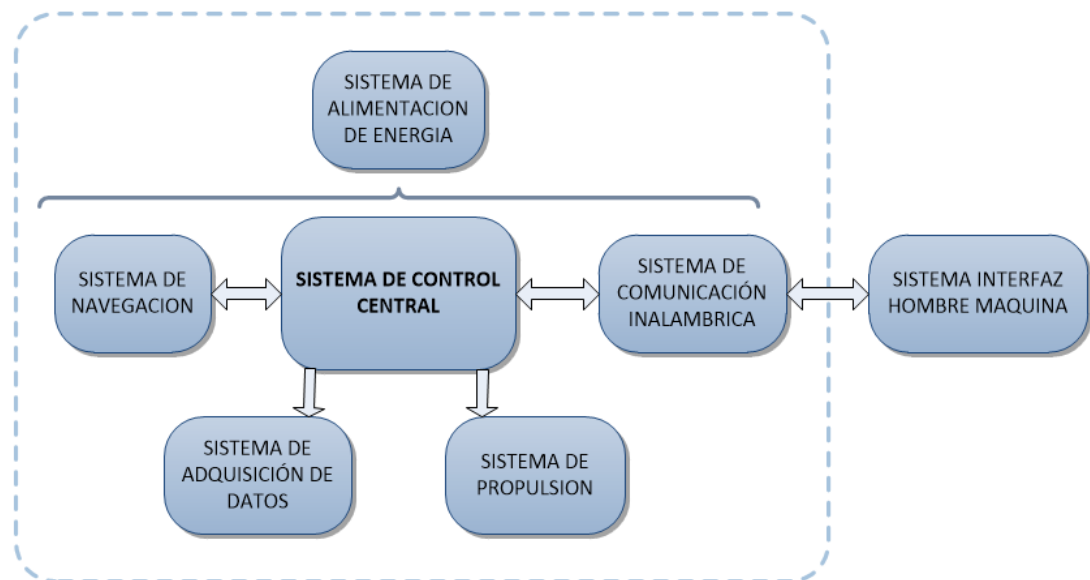 SISTEMA DE
ALIMENTACION
DE ENERGÍA
SISTEMA DE
NAVEGACION
SISTEMA DE CONTROL
CENTRAL
SISTEMA DE
COMUNICACIÓN
INALAMBRICA
SISTEMA INTERFAZ
HOMBRE MAQUINA
SISTEMA DE
ADQUISICIÓN DE
DATOS
SISTEMA DE
PROPULSION